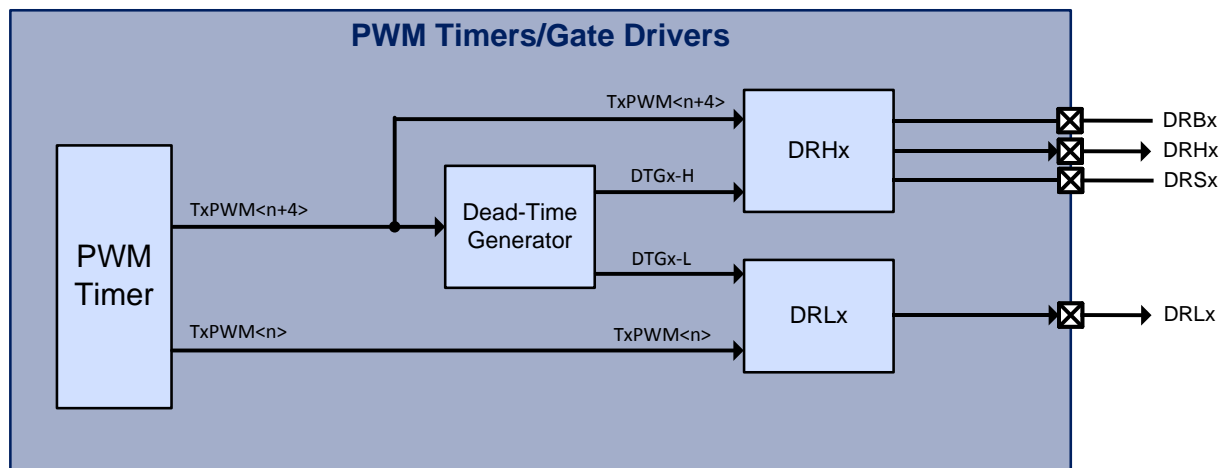 PWM Timers/Gate Drivers
TxPWM<n+4>
DRHx
DRBx
DRHx
DRSx
DTGx-H
TxPWM<n+4>
Dead-Time
Generator
PWM
Timer
DTGx-L
DRLx
DRLx
TxPWM<n>
TxPWM<n>